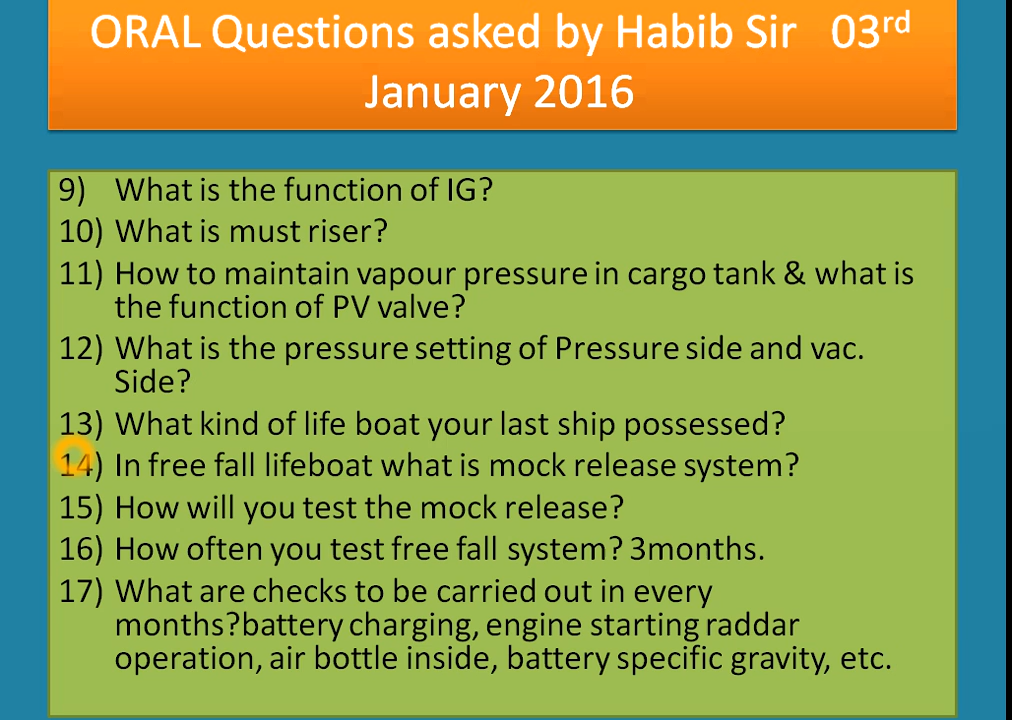 ORAL Questions asked by Habib Sir 03rd
January 2016
9) What is the function of IG?
10) What is must riser?
11) How to maintain vapour pressure in cargo tank & what is
the function of PV valve?
12) What is the pressure setting of Pressure side and vac.
Side?
13) What kind of life boat your last ship possessed?
14) In free fall lifeboat what is mock release system?
15) How will you test the mock release?
16) How often you test free fall system? 3months.
17) What are checks to be carried out in every
months?battery charging, engine starting raddar
operation, air bottle inside, battery specific gravity, etc.